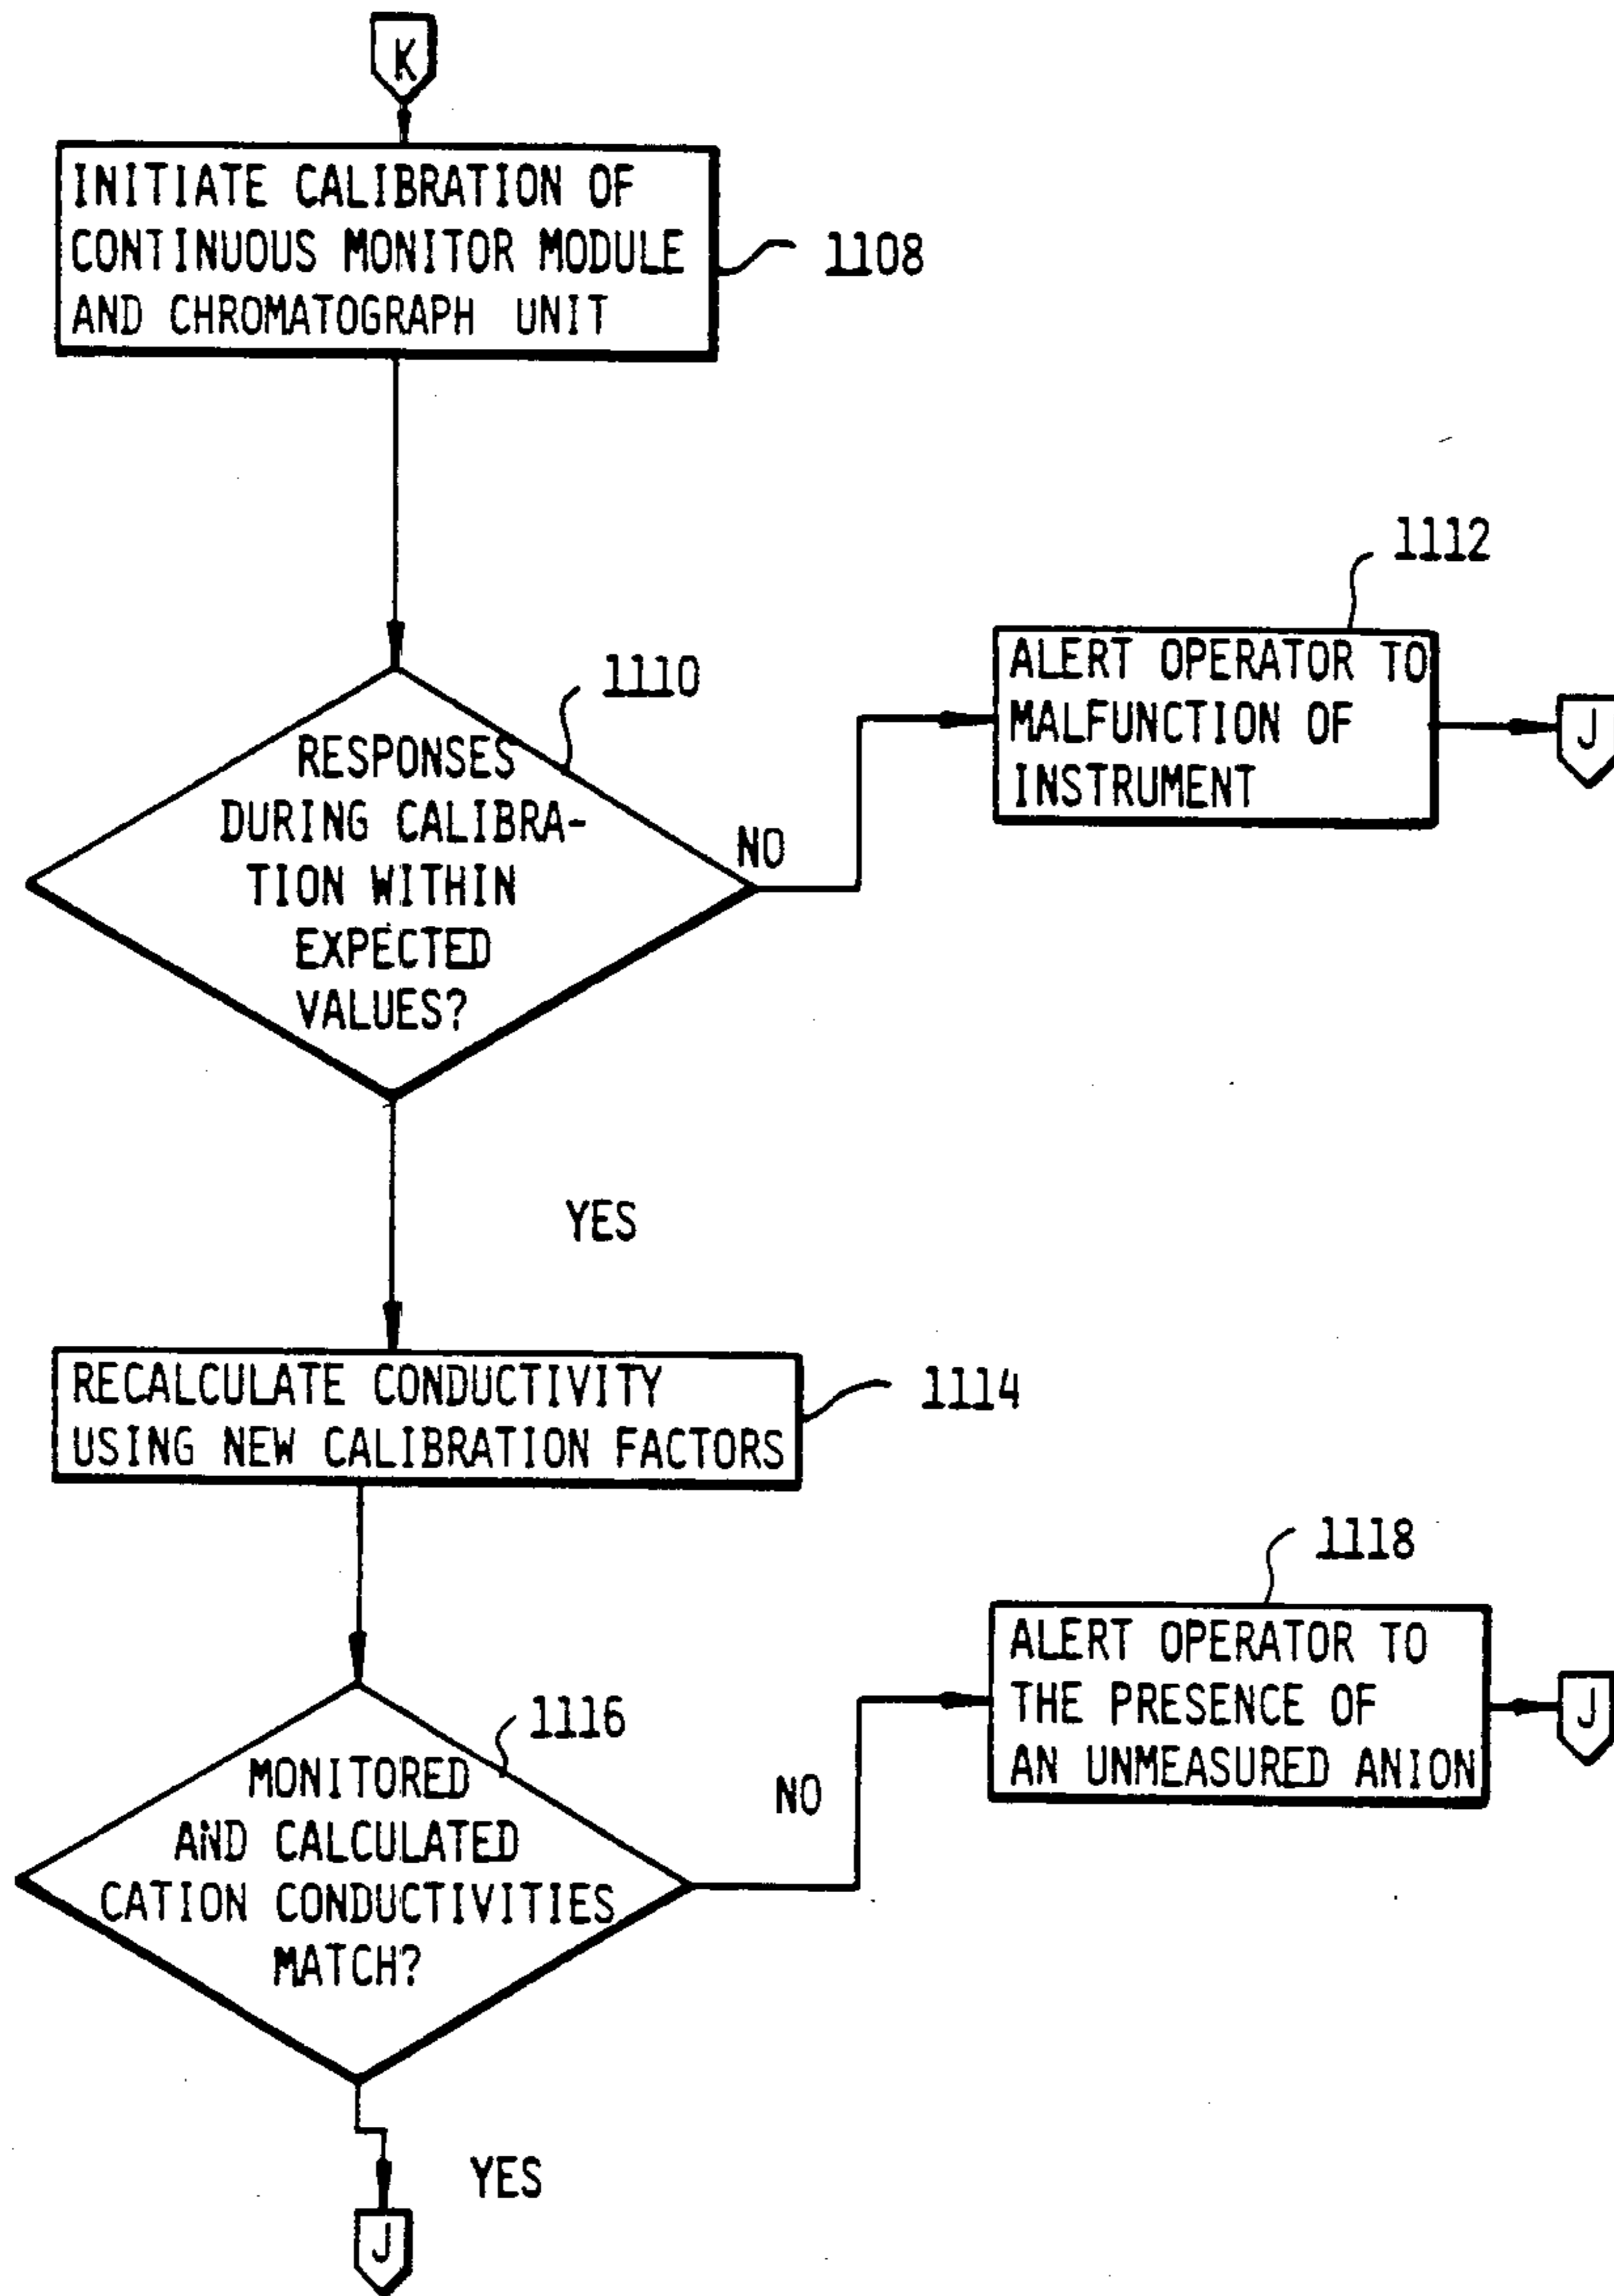 K
INITIATE CALIBRATION OF
CONTINUOUS MONITOR MODULE
AND CHROMATOGRAPH UNIT
1108
1110
RESPONSES
DURING CALIBRA-
TION WITHIN
EXPECTED
VALUES?
NO
1112
ALERT OPERATOR TO
MALFUNCTION OF
INSTRUMENT
J
YES
RECALCULATE CONDUCTIVITY
USING NEW CALIBRATION FACTORS
1114
1116
MONITORED
AND CALCULATED
CATION CONDUCTIVITIES
MATCH?
NO
1118
ALERT OPERATOR TO
THE PRESENCE OF
AN UNMEASURED ANION
J
YES
J